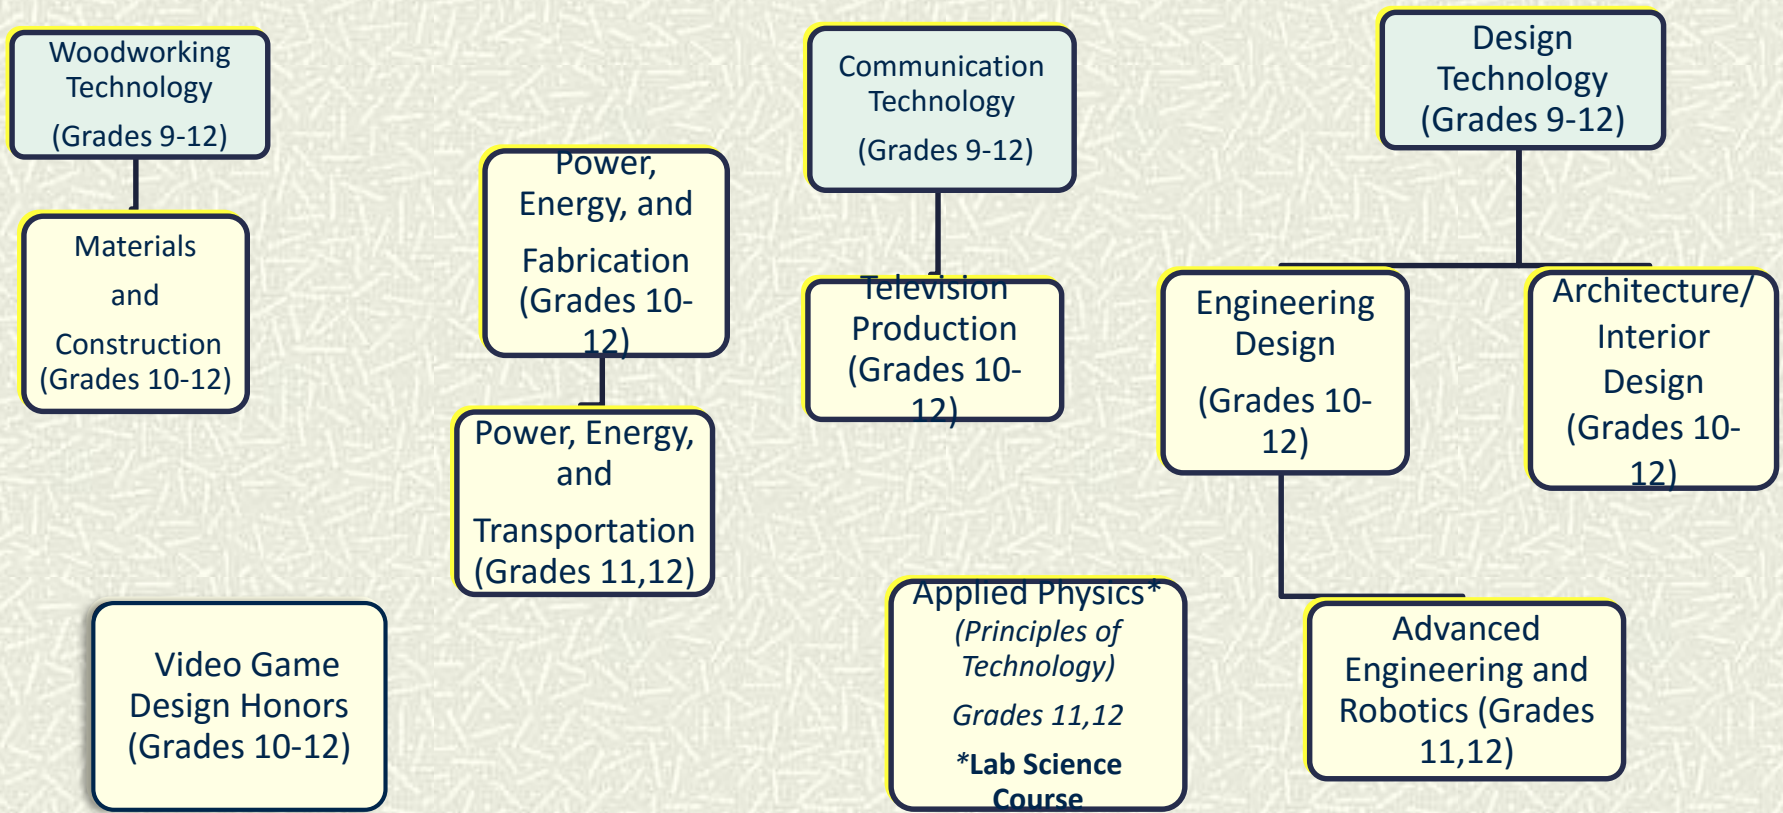 Woodworking
Technology
(Grades 9-12)
Materials
and
Construction
(Grades 10-12)
Power,
Energy, and
Fabrication
(Grades 10-
12)
Power, Energy,
and
Transportation
(Grades 11,12)
Communication
Technology
(Grades 9-12)
Television
Production
(Grades 10-
12)
Design
Technology
(Grades 9-12)
Engineering
Design
(Grades 10-
12)
Architecture/
Interior
Design
(Grades 10-
12)
Advanced
Engineering and
Robotics (Grades
11,12)
Video Game
Design Honors
(Grades 10-12)
Applied Physics*
(Principles of
Technology)
Grades 11,12
*Lab Science
Course